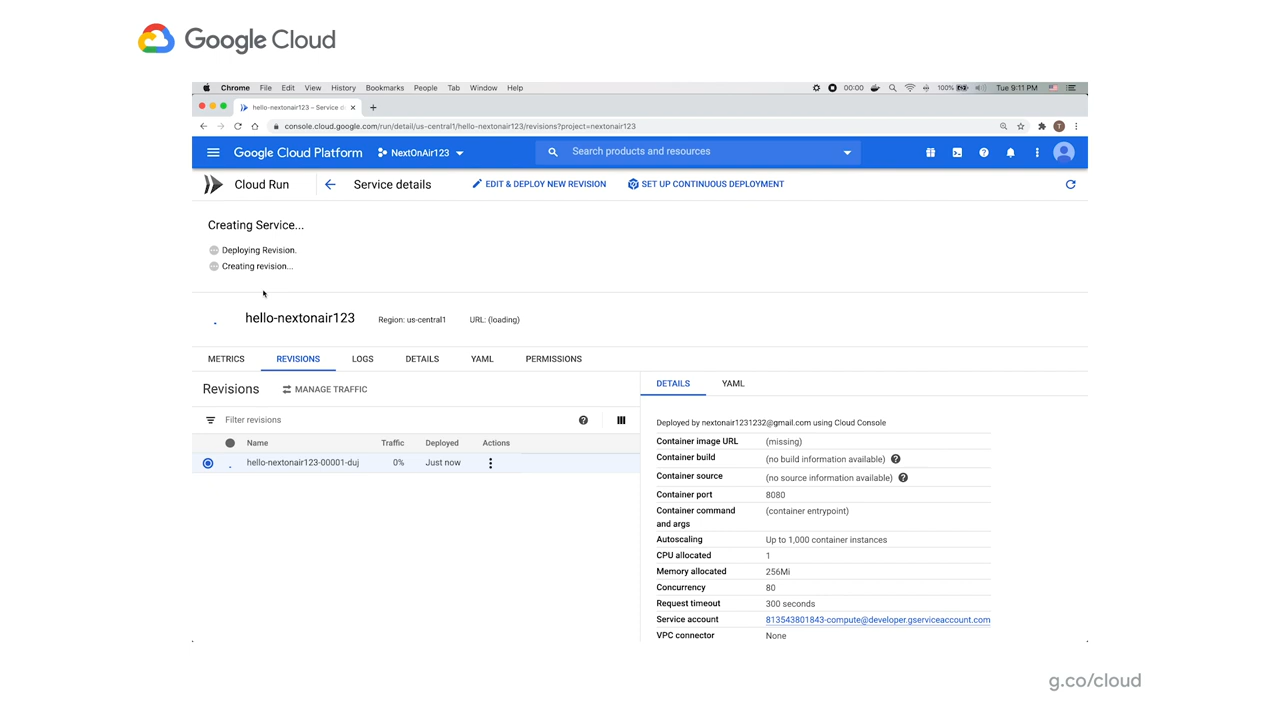 Google Cloud
Chrome File Edit View History Bookmarks People Tab Window Help 00:00 100% Tue 9:11 PM
hello-nextonair123 – Service d
console.cloud.google.com/run/detail/us-central1/hello-nextonair123/revisions?project=nextonair123 T
Google Cloud Platform NextOnAir123 Search products and resources
Cloud Run Service details EDIT & DEPLOY NEW REVISION SET UP CONTINUOUS DEPLOYMENT
Creating Service...
Deploying Revision.
Creating revision...
hello-nextonair123 Region: us-central1 URL: (loading)
METRICS REVISIONS LOGS DETAILS YAML PERMISSIONS
Revisions MANAGE TRAFFIC
Filter revisions
Name Traffic Deployed Actions
hello-nextonair123-00001-duj 0% Just now
DETAILS YAML
Deployed by nextonair1231232@gmail.com using Cloud Console
Container image URL (missing)
Container build (no build information available)
Container source (no source information available)
Container port 8080
Container command (container entrypoint)
and args
Autoscaling Up to 1,000 container instances
CPU allocated 1
Memory allocated 256Mi
Concurrency 80
Request timeout 300 seconds
Service account 813543801843-compute@developer.gserviceaccount.com
VPC connector None
g.co/cloud